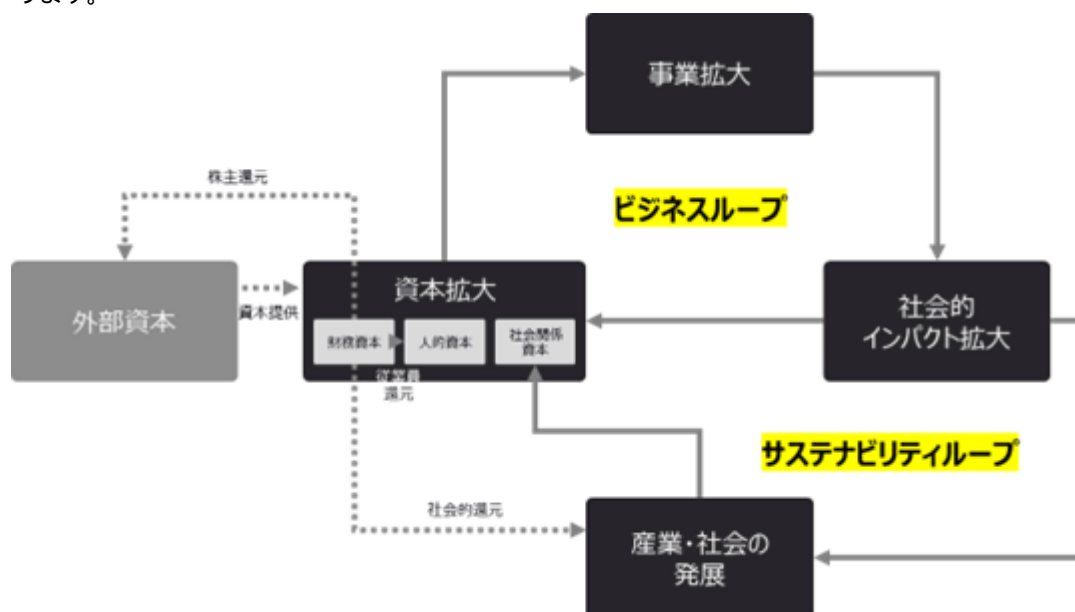 ります。
事業拡大
株主還元
ビジネスループ
外部資本
資本提供
資本拡大
財務資本
人的資本
社会関係
資本
従業員
還元
社会的
インパクト拡大
サステナビリティループ
社会的還元
産業・社会の
発展